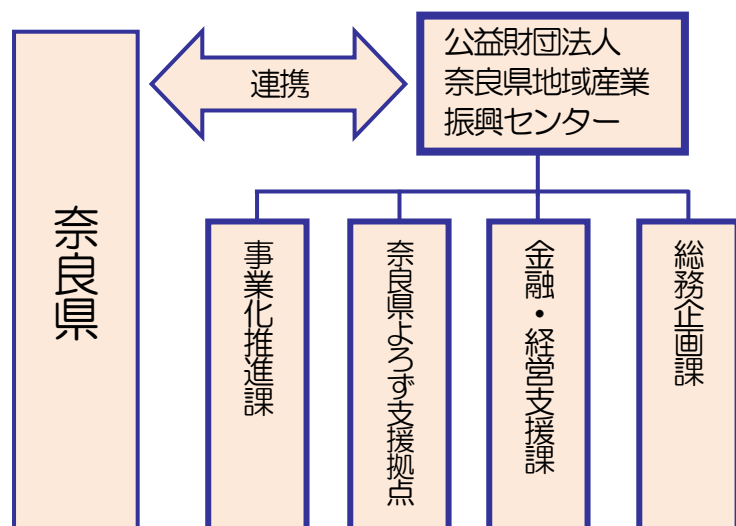 奈良県
連携
公益財団法人
奈良県地域産業
振興センター
事業化推進課
奈良県よろず支援拠点
金融・経営支援課
総務企画課